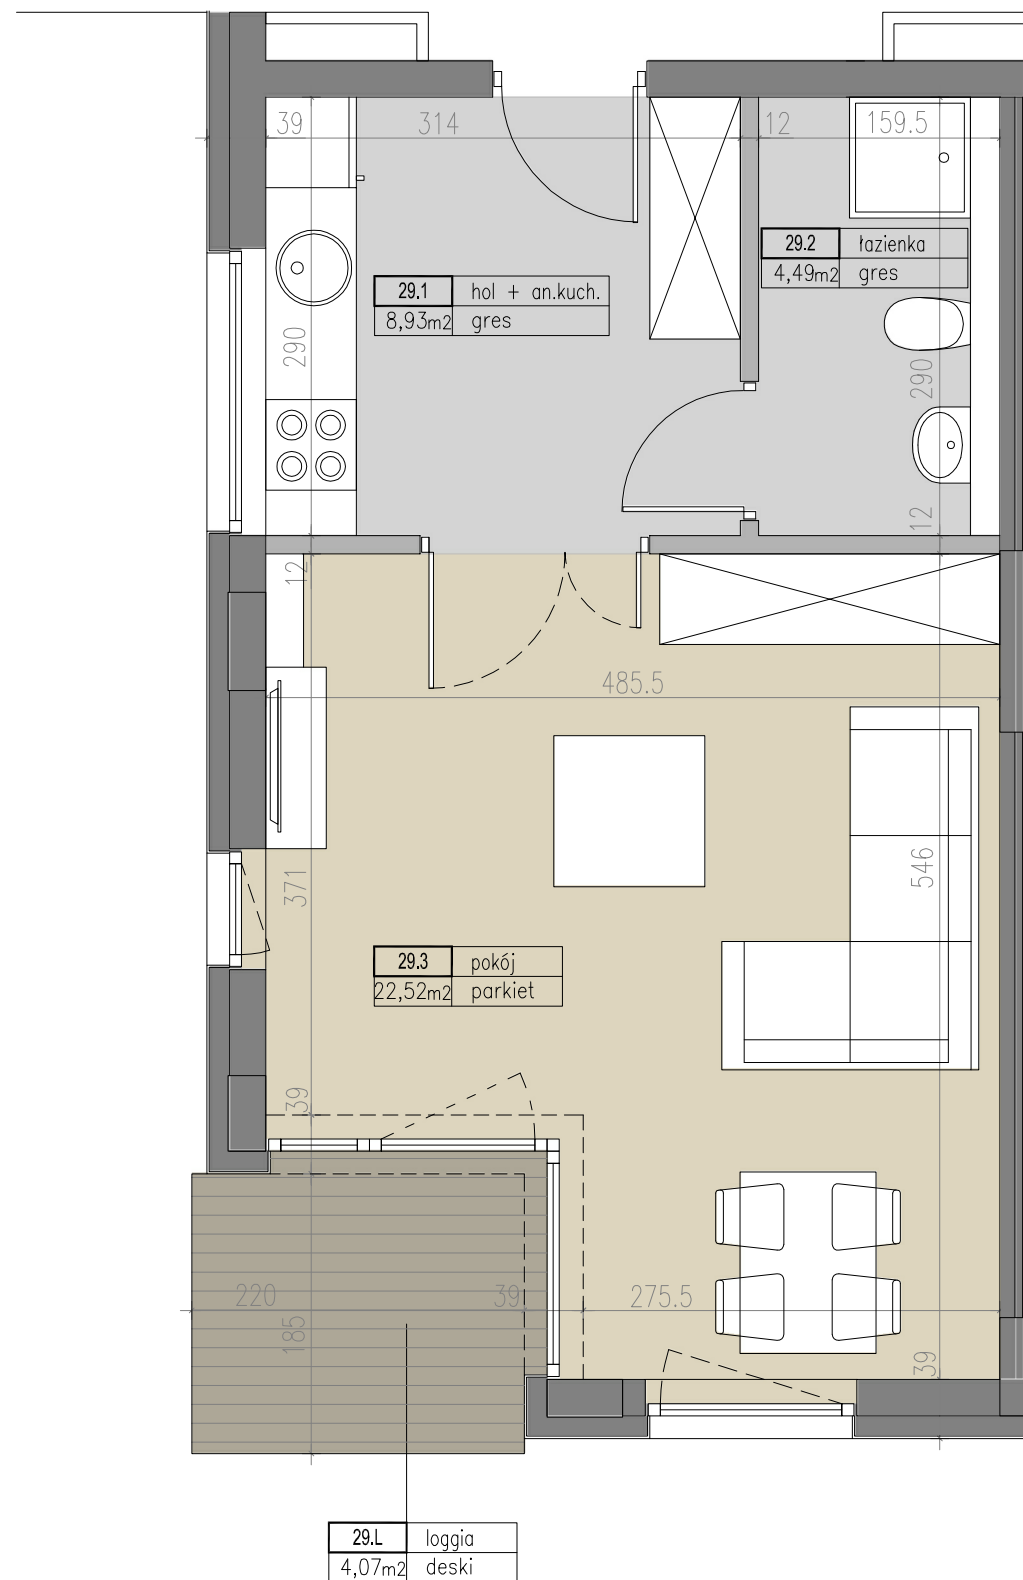 39 314 12 159.5
29.2 łazienka
4,49m2 gres
29.1 hol + an.kuch.
8,93m2 gres
290
290
12
12
485.5
546
371
29.3 pokój
22,52m2 parkiet
39
220 39 275.5
185
39
29.L loggia
4,07m2 deski